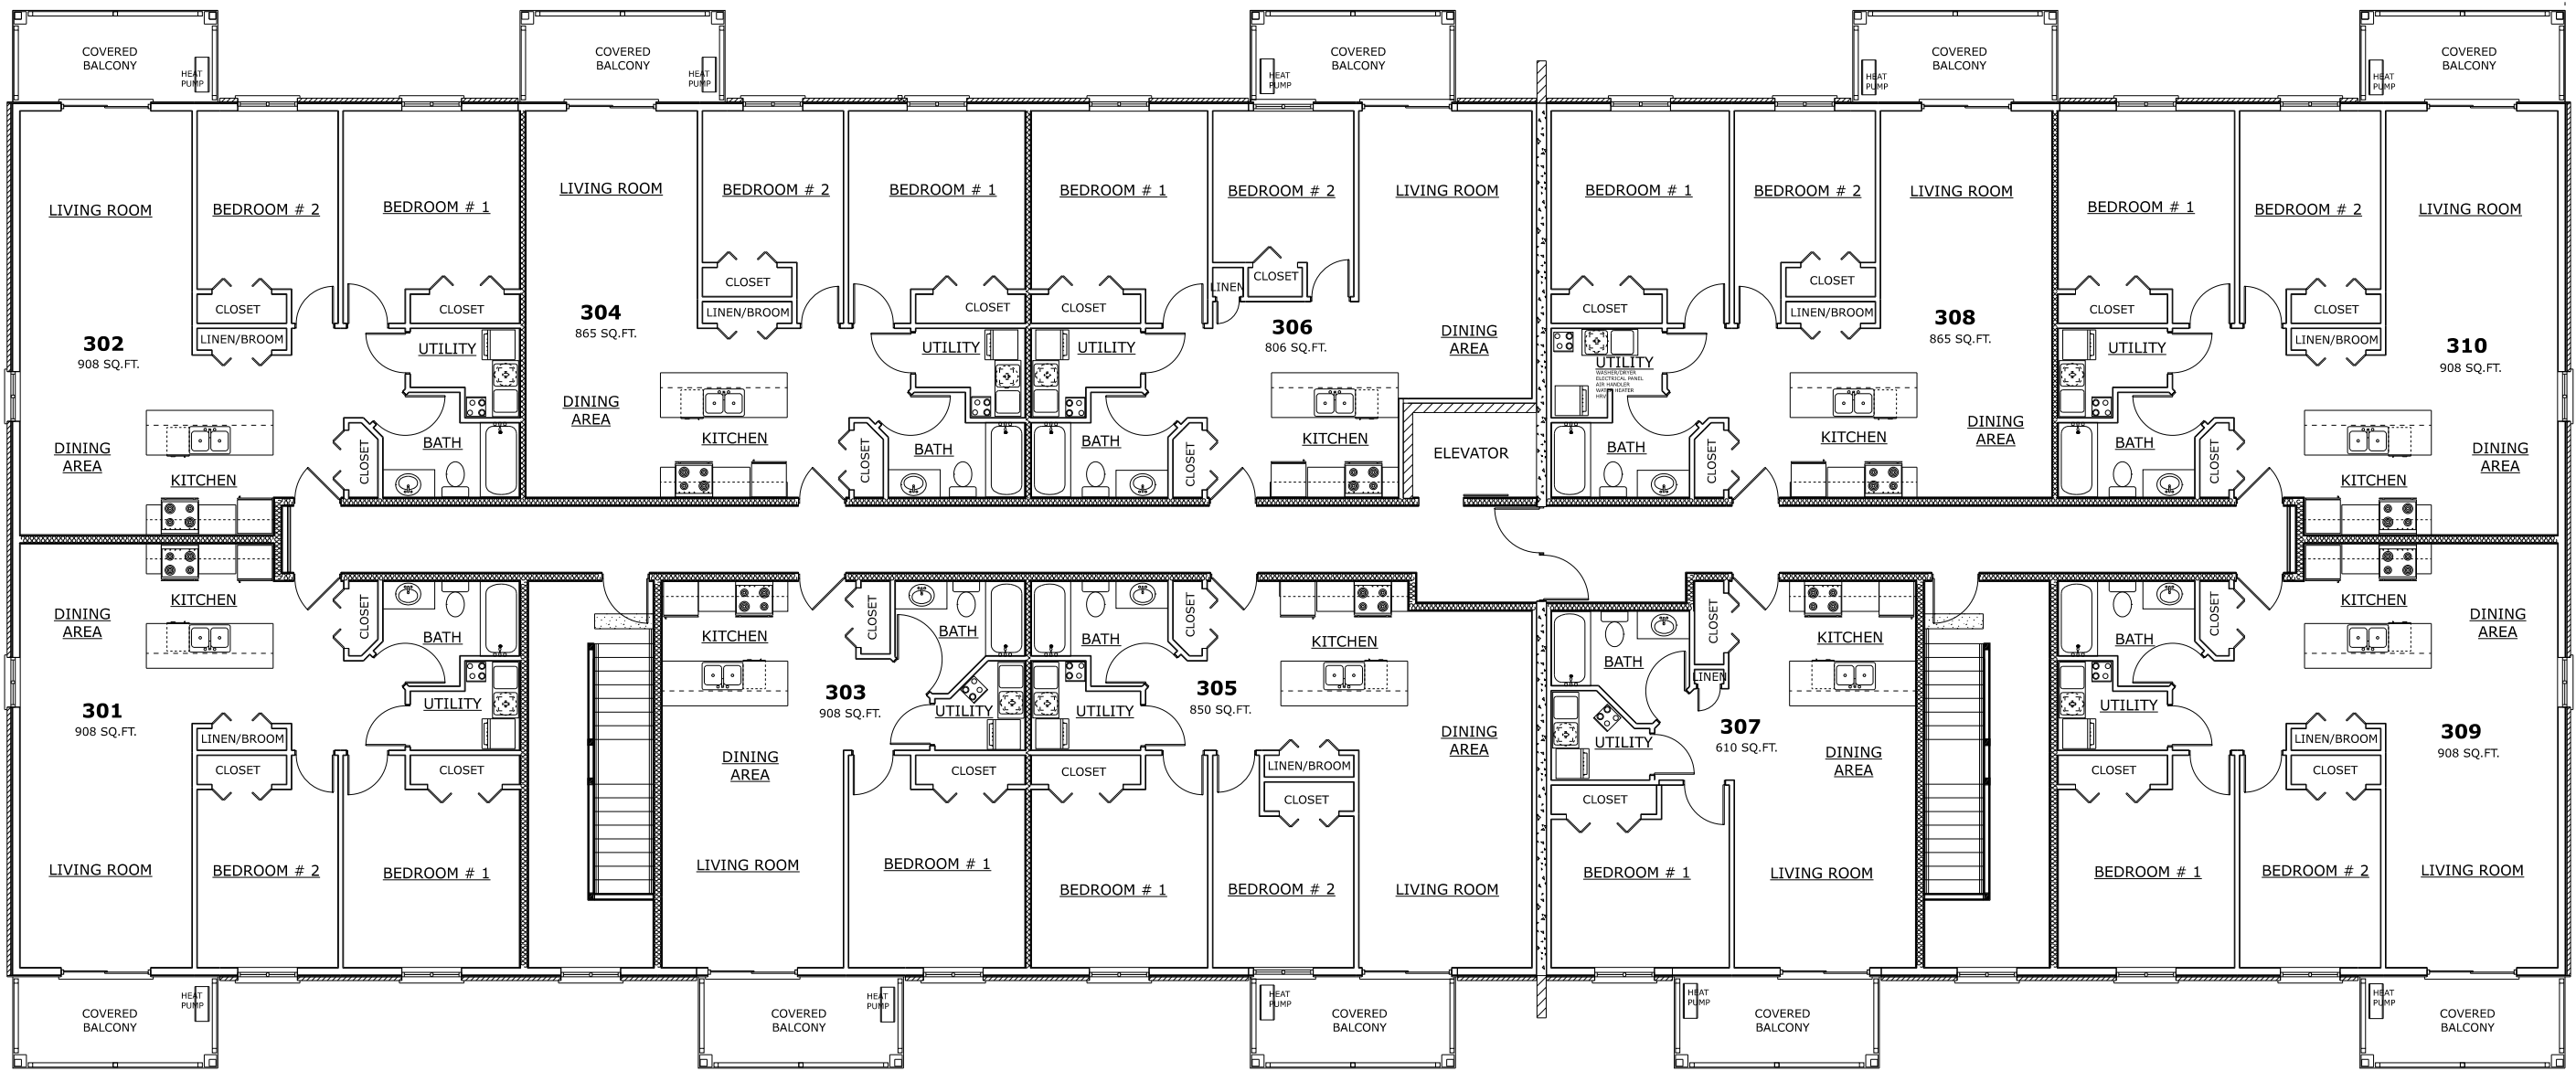 COVERED
BALCONY
HEAT
PUMP
COVERED
BALCONY
HEAT
PUMP
HEAT
PUMP
COVERED
BALCONY
HEAT
PUMP
COVERED
BALCONY
HEAT
PUMP
COVERED
BALCONY
LIVING ROOM
BEDROOM # 2
BEDROOM # 1
CLOSET
CLOSET
LINEN/BROOM
302
908 SQ.FT.
UTILITY
DINING
AREA
KITCHEN
CLOSET
BATH
LIVING ROOM
BEDROOM # 2
BEDROOM # 1
CLOSET
CLOSET
LINEN/BROOM
304
865 SQ.FT.
UTILITY
DINING
AREA
KITCHEN
CLOSET
BATH
BEDROOM # 1
BEDROOM # 2
LIVING ROOM
CLOSET
LINEN
CLOSET
306
806 SQ.FT.
UTILITY
DINING
AREA
BATH
CLOSET
KITCHEN
ELEVATOR
BEDROOM # 1
BEDROOM # 2
LIVING ROOM
CLOSET
CLOSET
LINEN/BROOM
308
865 SQ.FT.
UTILITY
WASHER/DRYER
ELECTRICAL PANEL
AIR HANDLER
WATER HEATER
HRV
BATH
CLOSET
KITCHEN
DINING
AREA
BEDROOM # 1
BEDROOM # 2
LIVING ROOM
CLOSET
CLOSET
LINEN/BROOM
310
908 SQ.FT.
UTILITY
BATH
CLOSET
KITCHEN
DINING
AREA
DINING
AREA
KITCHEN
CLOSET
BATH
UTILITY
301
908 SQ.FT.
LINEN/BROOM
CLOSET
CLOSET
LIVING ROOM
BEDROOM # 2
BEDROOM # 1
KITCHEN
CLOSET
BATH
303
908 SQ.FT.
UTILITY
DINING
AREA
CLOSET
LIVING ROOM
BEDROOM # 1
BATH
CLOSET
KITCHEN
UTILITY
305
850 SQ.FT.
DINING
AREA
LINEN/BROOM
CLOSET
CLOSET
BEDROOM # 1
BEDROOM # 2
LIVING ROOM
BATH
CLOSET
LINEN
KITCHEN
307
610 SQ.FT.
UTILITY
DINING
AREA
CLOSET
BEDROOM # 1
LIVING ROOM
BATH
CLOSET
KITCHEN
DINING
AREA
UTILITY
309
908 SQ.FT.
LINEN/BROOM
CLOSET
CLOSET
BEDROOM # 1
BEDROOM # 2
LIVING ROOM
HEAT
PUMP
COVERED
BALCONY
HEAT
PUMP
COVERED
BALCONY
HEAT
PUMP
COVERED
BALCONY
HEAT
PUMP
COVERED
BALCONY
HEAT
PUMP
COVERED
BALCONY